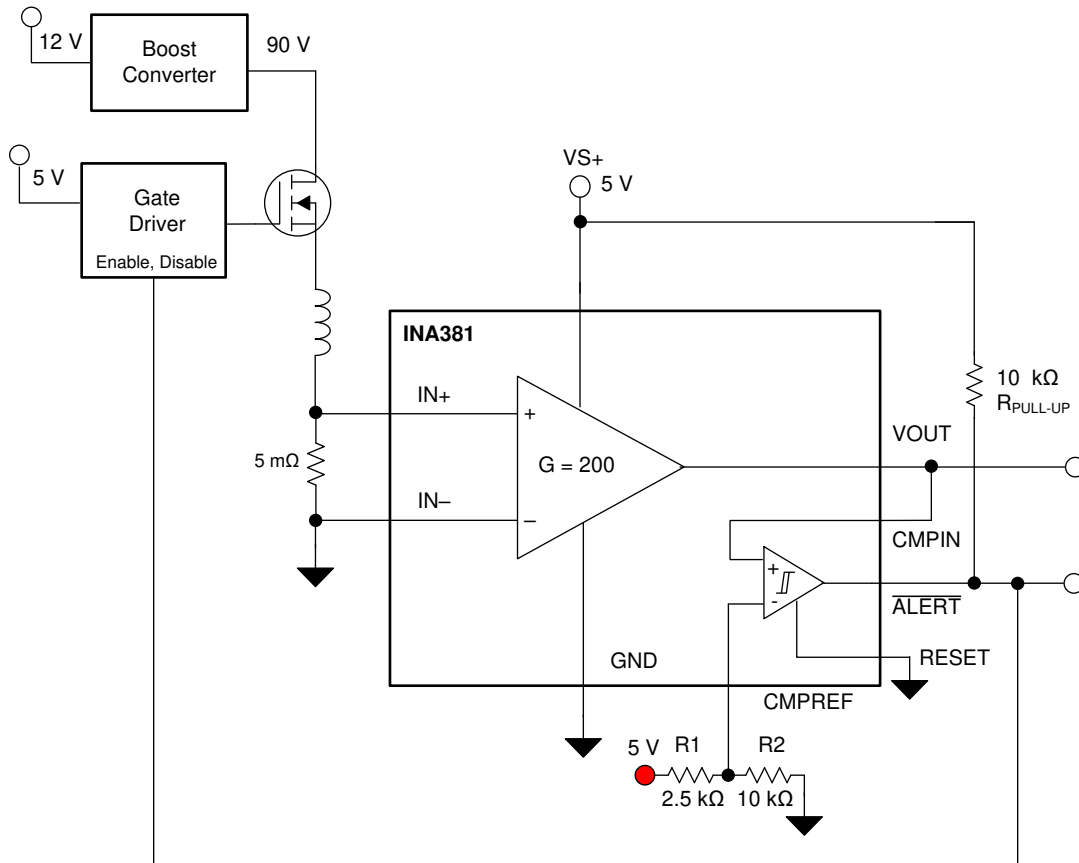 12 V
Boost
Converter
90 V
5 V
Gate
Driver
Enable, Disable
VS+
5 V
INA381
IN+
5 mΩ
IN–
+
G = 200
–
10 kΩ
RPULL-UP
VOUT
CMPIN
+
-
ALERT
RESET
GND
CMPREF
5 V
R1
R2
2.5 kΩ
10 kΩ